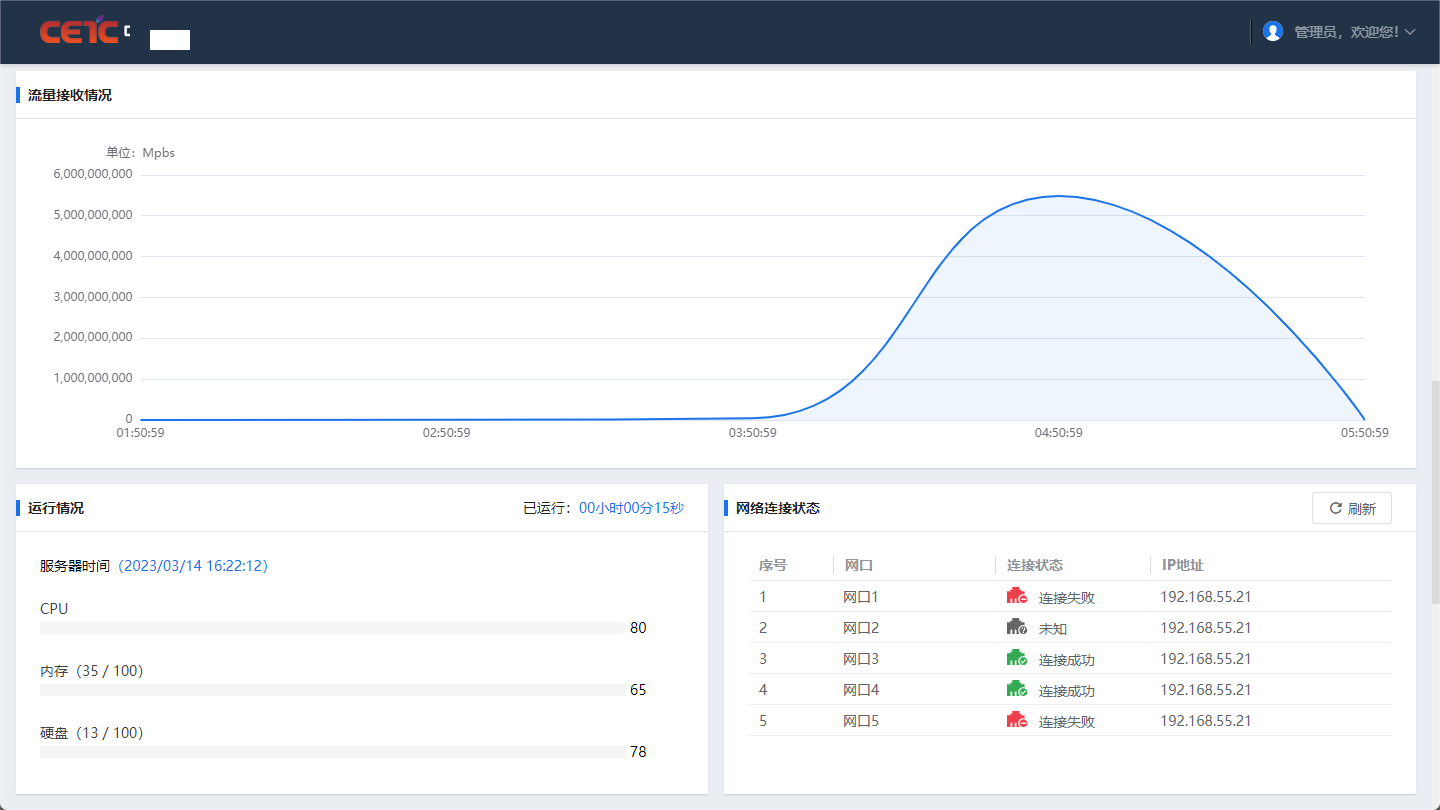 CETC
管理员，欢迎您!
流量接收情况
单位：Mpbs
6,000,000,000
5,000,000,000
4,000,000,000
3,000,000,000
2,000,000,000
1,000,000,000
0
01:50:59 02:50:59 03:50:59 04:50:59 05:50:59
运行情况 已运行：00小时00分15秒
服务器时间（2023/03/14 16:22:12）
CPU
80
内存（35 / 100）
65
硬盘（13 / 100）
78
网络连接状态 刷新
序号 网口 连接状态 IP地址
1 网口1 连接失败 192.168.55.21
2 网口2 未知 192.168.55.21
3 网口3 连接成功 192.168.55.21
4 网口4 连接成功 192.168.55.21
5 网口5 连接失败 192.168.55.21